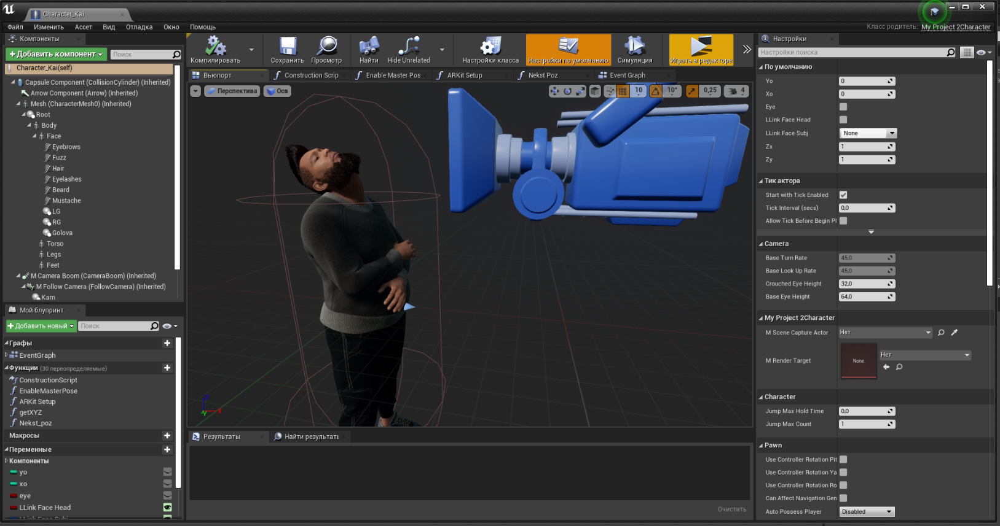 Character_Kai
Файл Изменить Ассет Вид Отладка Окно Помощь
Класс родитель: My Project 2Character
Компоненты
+Добавить компонент
Поиск
Character_Kai(self)
Capsule Component (CollisionCylinder) (Inherited)
Arrow Component (Arrow) (Inherited)
Mesh (CharacterMesh0) (Inherited)
Root
Body
Face
Eyebrows
Fuzz
Hair
Eyelashes
Beard
Mustache
LG
RG
Golova
Torso
Legs
Feet
M Camera Boom (CameraBoom) (Inherited)
M Follow Camera (FollowCamera) (Inherited)
Kam
Мой блупринт
+Добавить новый
Поиск
Графы
EventGraph
Функции (30 переопределяемые)
ConstructionScript
EnableMasterPose
ARKit Setup
getXYZ
Nekst_poz
Макросы
Переменные
Компоненты
yo
xo
eye
LLink Face Head
LLink Face Subj
Компилировать
Сохранить
Просмотр
Найти
Hide Unrelated
Настройки класса
Настройки по умолчанию
Симуляция
Играть в редакторе
Вьюпорт
Construction Scrip
Enable Master Pos
ARKit Setup
Nekst Poz
Event Graph
Перспектива
Осв
10
10°
0,25
4
X
Y
Результаты
Найти результаты
Очистить
Настройки
Настройки поиска
По умолчанию
Yo 0
Xo 0
Eye
LLink Face Head
LLink Face Subj None
Zx 1
Zy 1
Тик актора
Start with Tick Enabled
Tick Interval (secs) 0,0
Allow Tick Before Begin Pl
Camera
Base Turn Rate 45,0
Base Look Up Rate 45,0
Crouched Eye Height 32,0
Base Eye Height 64,0
My Project 2Character
M Scene Capture Actor Нет
M Render Target None Нет
Character
Jump Max Hold Time 0,0
Jump Max Count 1
Pawn
Use Controller Rotation Pit
Use Controller Rotation Ya
Use Controller Rotation Ro
Can Affect Navigation Gen
Auto Possess Player Disabled